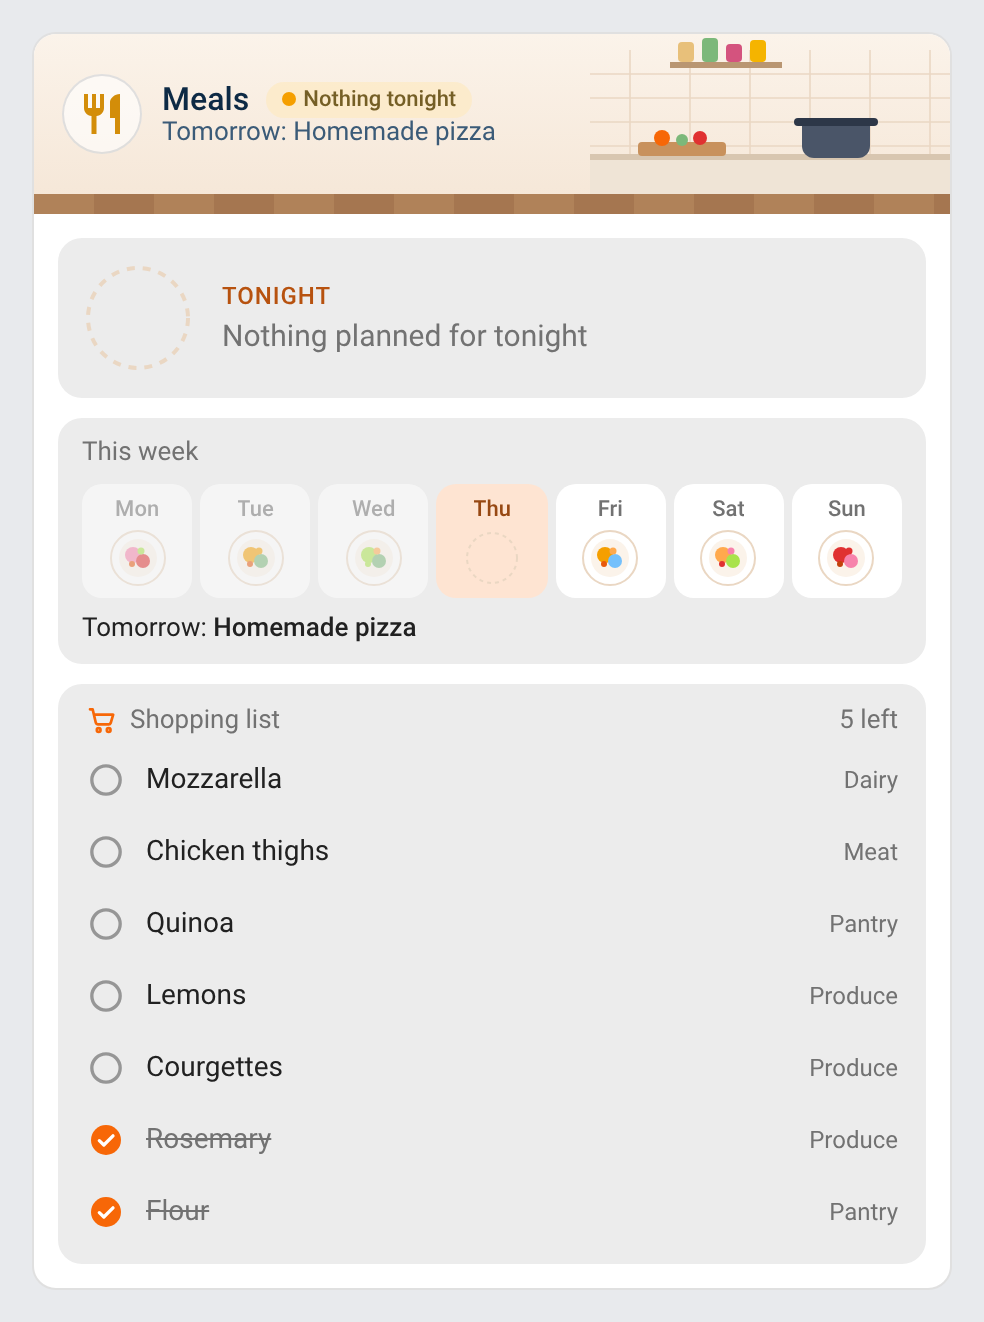 Meals
Nothing tonight
Tomorrow: Homemade pizza
TONIGHT
Nothing planned for tonight
This week
Mon Tue Wed Thu Fri Sat Sun
Tomorrow: Homemade pizza
Shopping list 5 left
Mozzarella Dairy
Chicken thighs Meat
Quinoa Pantry
Lemons Produce
Courgettes Produce
Rosemary Produce
Flour Pantry